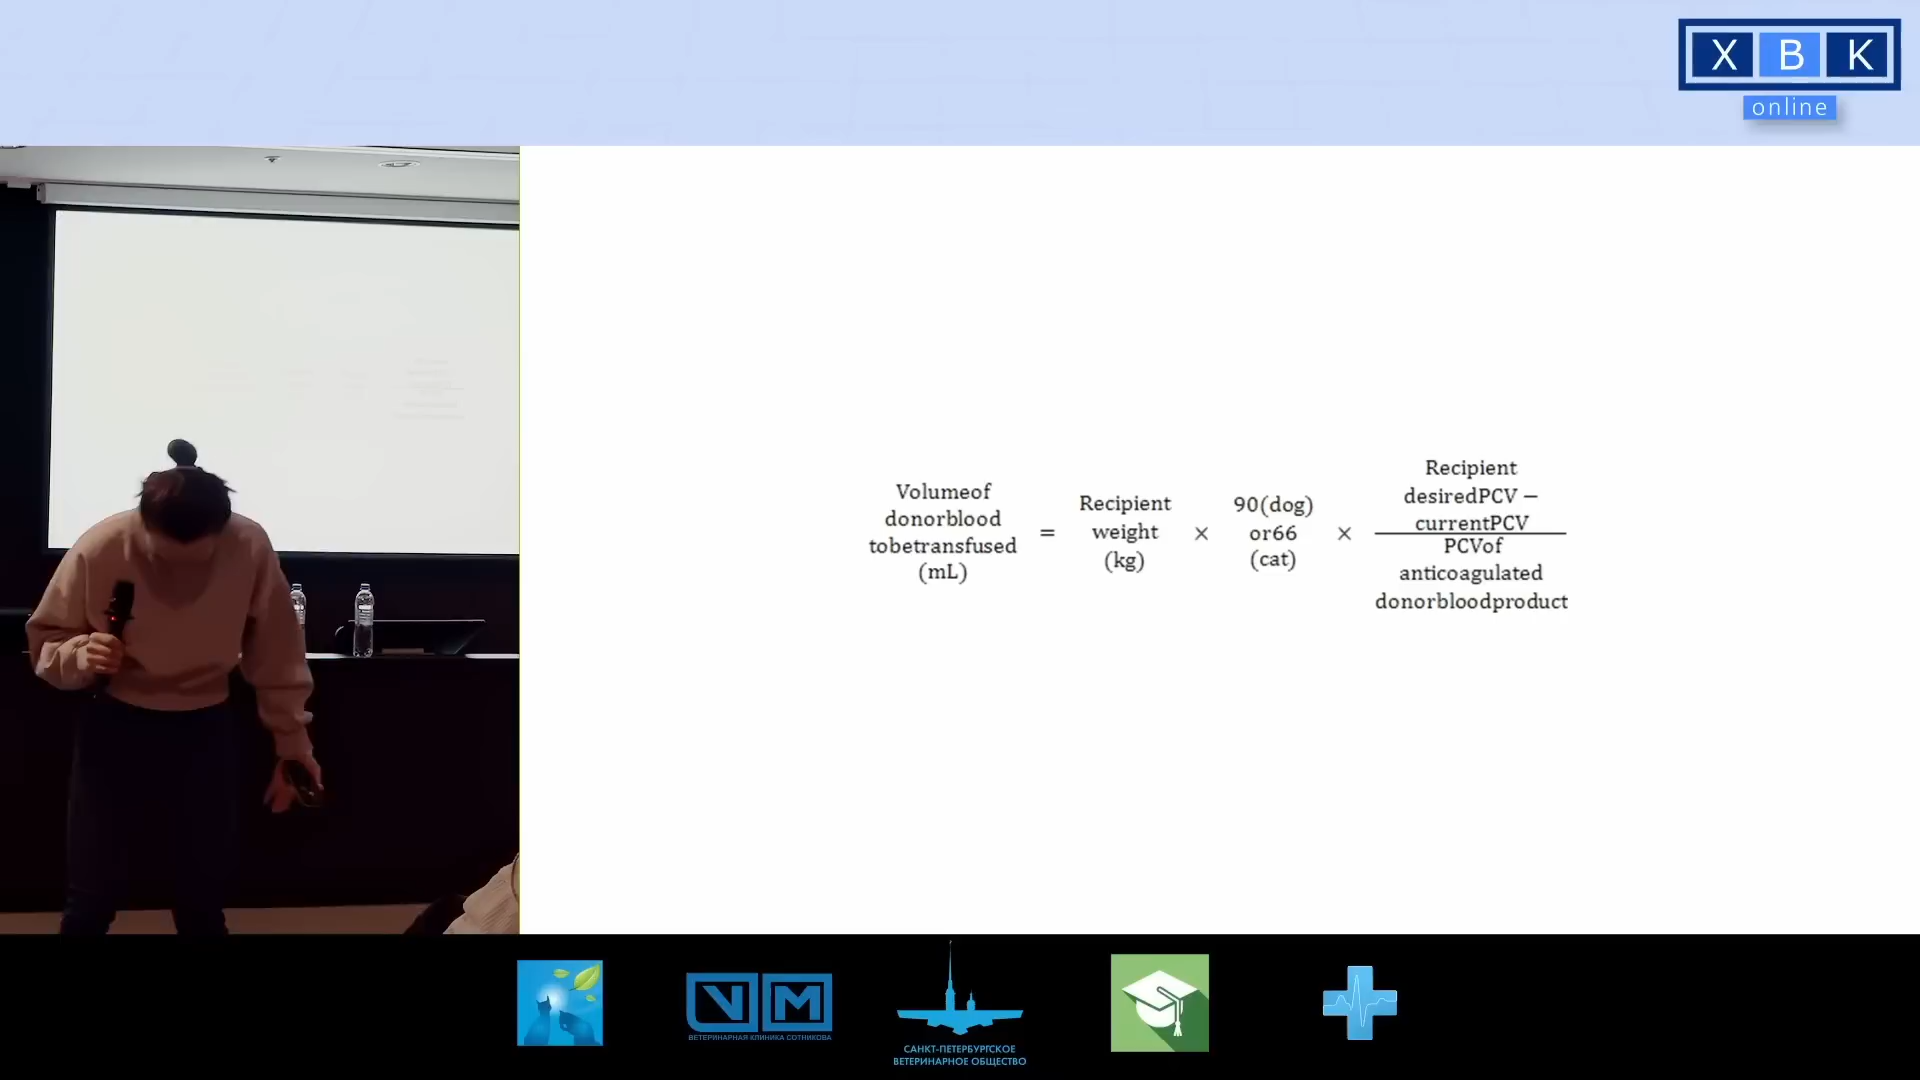 X B K
online
Volumeof
donorblood
tobetransfused
(mL)
=
Recipient
weight
(kg)
×
90(dog)
or66
(cat)
×
Recipient
desiredPCV −
currentPCV
PCVof
anticoagulated
donorbloodproduct
VM
ВЕТЕРИНАРНАЯ КЛИНИКА СОТНИКОВА
САНКТ-ПЕТЕРБУРГСКОЕ
ВЕТЕРИНАРНОЕ ОБЩЕСТВО